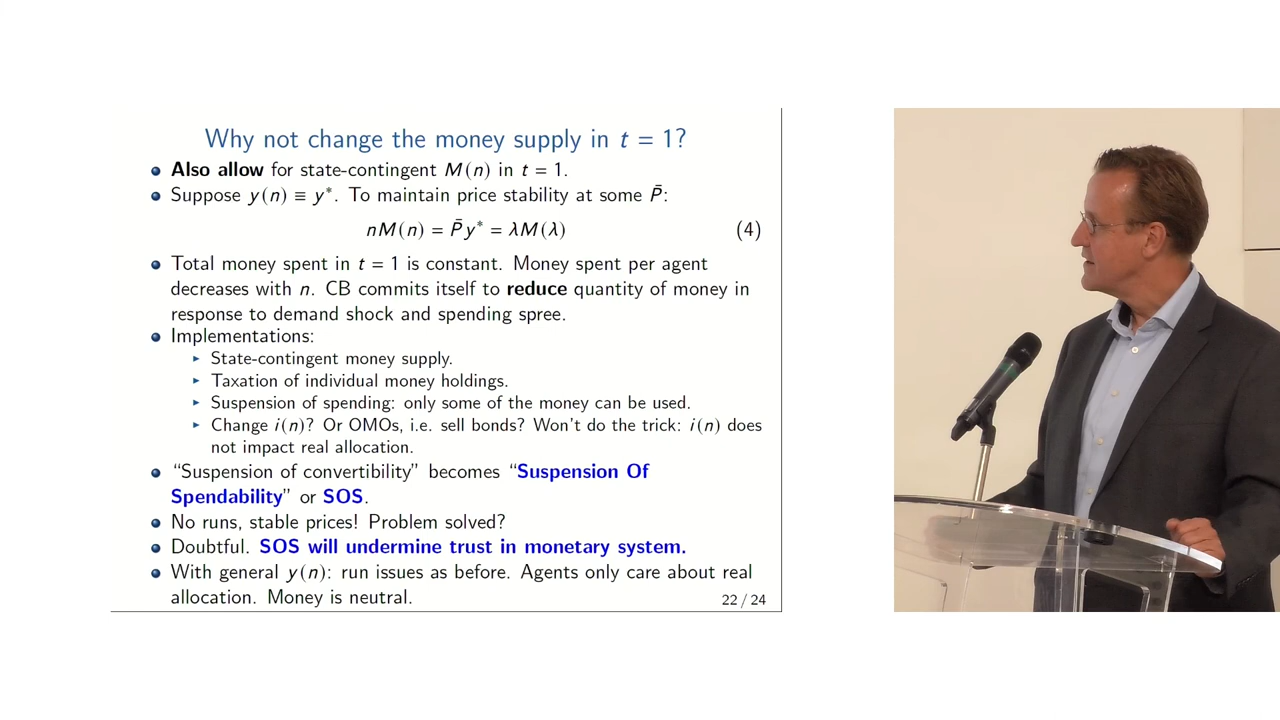 Why not change the money supply in t = 1?
Also allow for state-contingent M(n) in t = 1.
Suppose y(n) ≡ y*. To maintain price stability at some P̄:
nM(n) = P̄y* = λM(λ) (4)
Total money spent in t = 1 is constant. Money spent per agent
decreases with n. CB commits itself to reduce quantity of money in
response to demand shock and spending spree.
Implementations:
State-contingent money supply.
Taxation of individual money holdings.
Suspension of spending: only some of the money can be used.
Change i(n)? Or OMOs, i.e. sell bonds? Won't do the trick: i(n) does
not impact real allocation.
"Suspension of convertibility" becomes "Suspension Of
Spendability" or SOS.
No runs, stable prices! Problem solved?
Doubtful. SOS will undermine trust in monetary system.
With general y(n): run issues as before. Agents only care about real
allocation. Money is neutral.
22 / 24